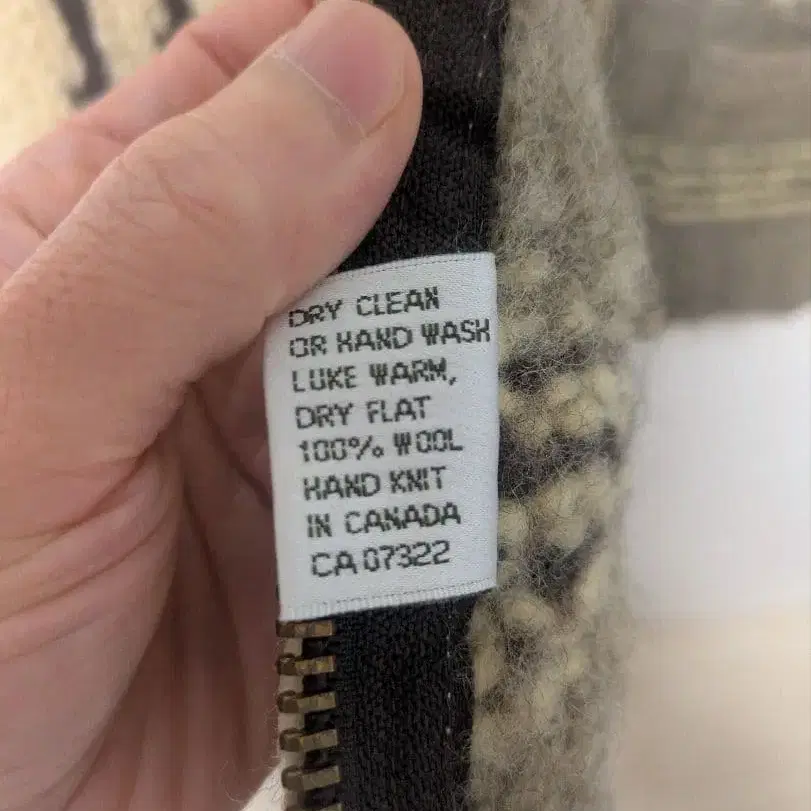 DRY CLEAN
OR HAND WASH
LUKE WARM,
DRY FLAT
100% WOOL
HAND KNIT
IN CANADA
CA 07322